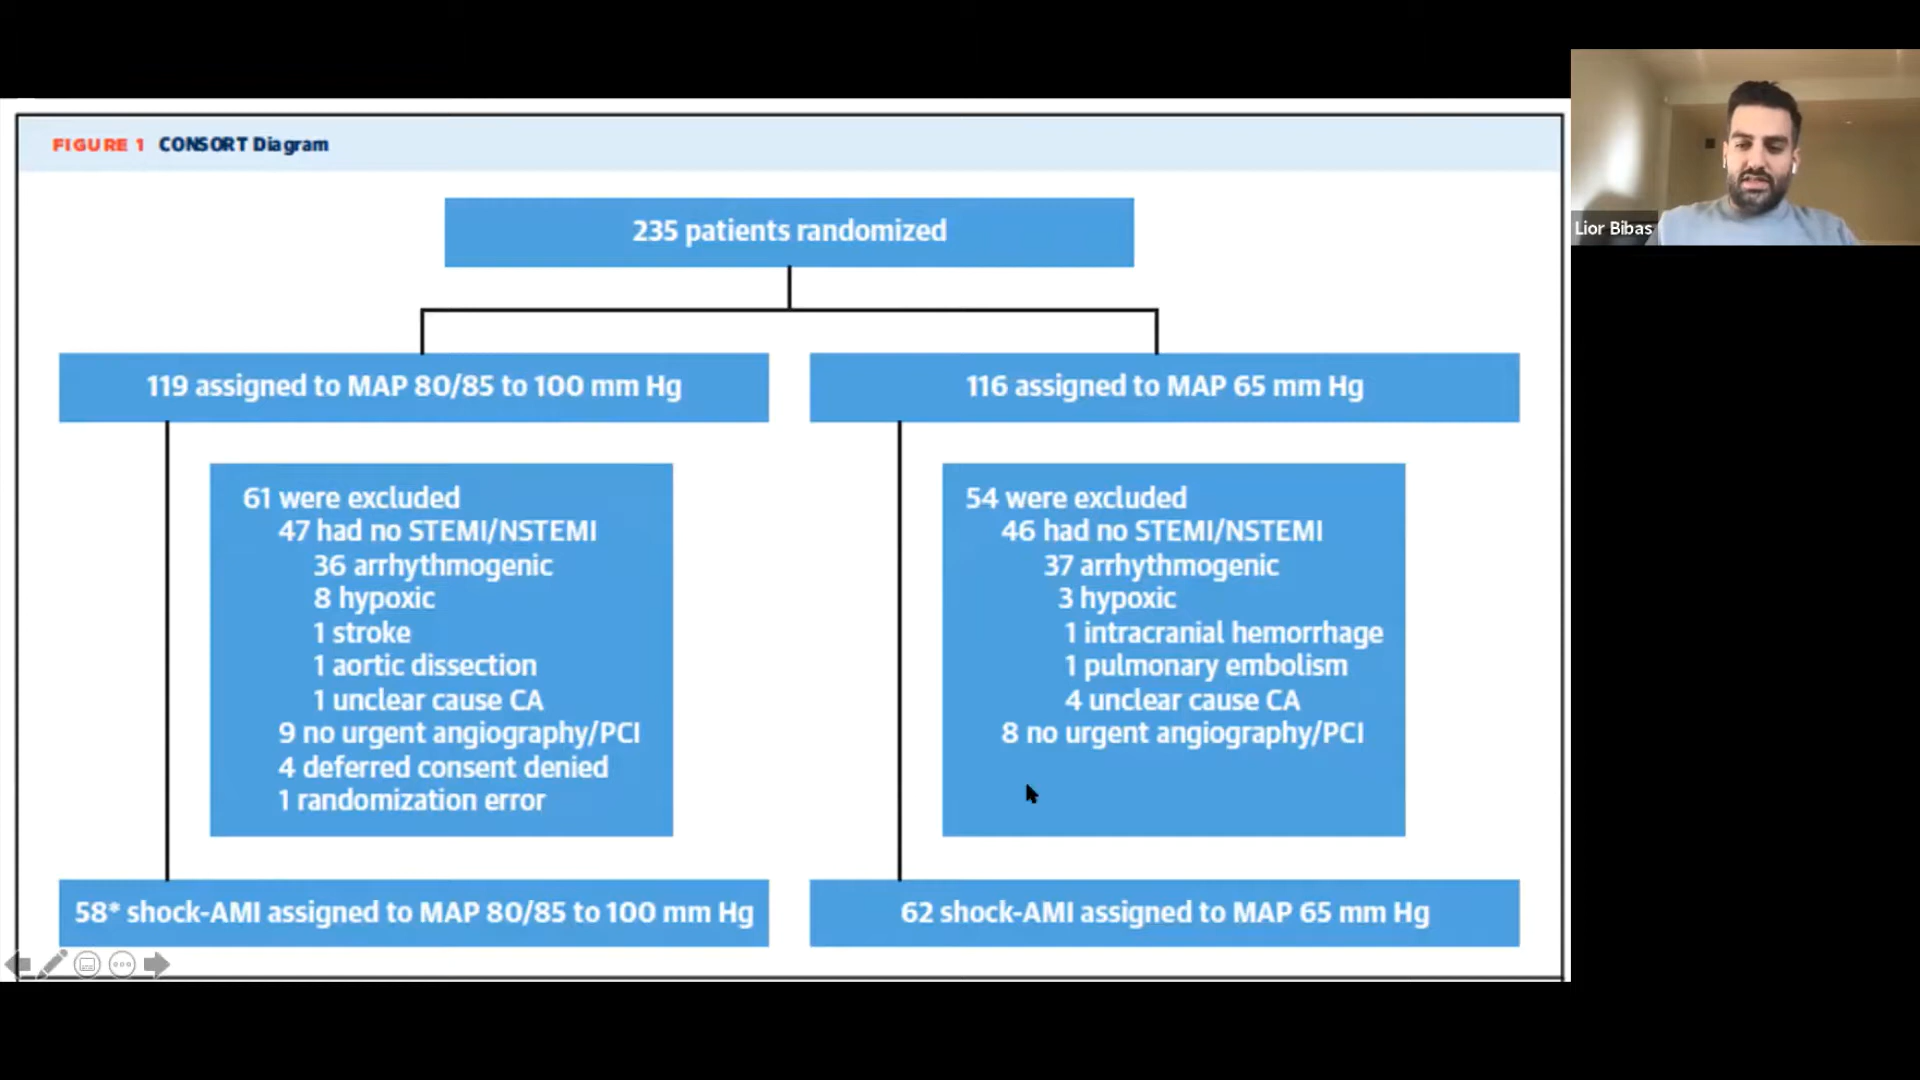 FIGURE 1 CONSORT Diagram
235 patients randomized
119 assigned to MAP 80/85 to 100 mm Hg
61 were excluded
47 had no STEMI/NSTEMI
36 arrhythmogenic
8 hypoxic
1 stroke
1 aortic dissection
1 unclear cause CA
9 no urgent angiography/PCI
4 deferred consent denied
1 randomization error
58* shock-AMI assigned to MAP 80/85 to 100 mm Hg
116 assigned to MAP 65 mm Hg
54 were excluded
46 had no STEMI/NSTEMI
37 arrhythmogenic
3 hypoxic
1 intracranial hemorrhage
1 pulmonary embolism
4 unclear cause CA
8 no urgent angiography/PCI
62 shock-AMI assigned to MAP 65 mm Hg
Lior Bibas